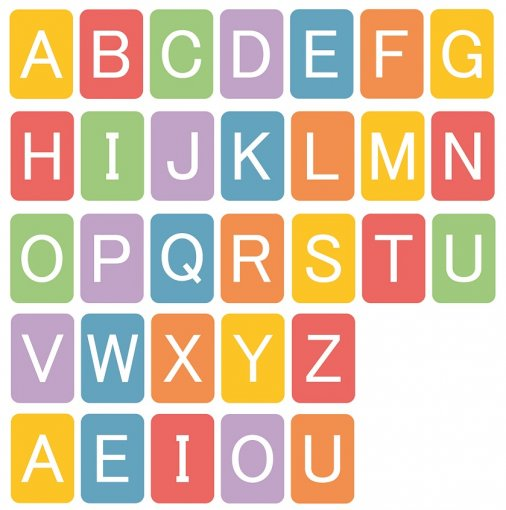 A B C D E F G
H I J K L M N
O P Q R S T U
V W X Y Z
A E I O U